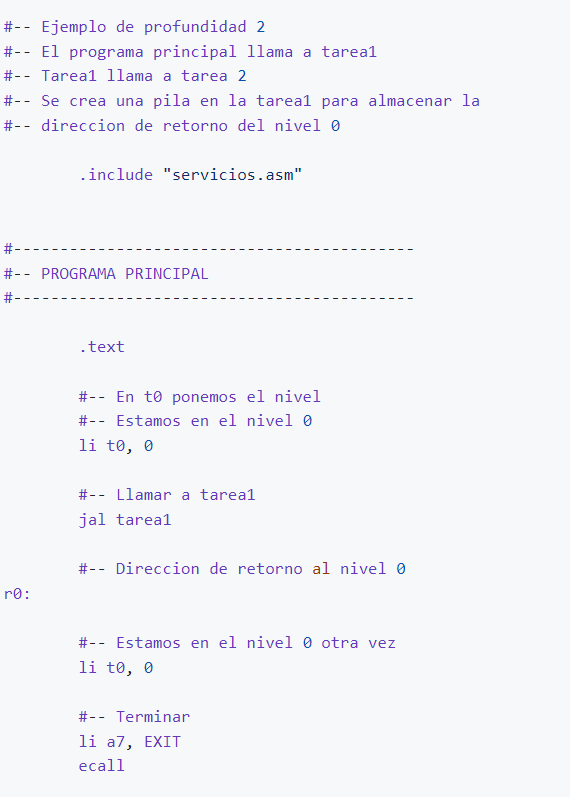 #-- Ejemplo de profundidad 2
#-- El programa principal llama a tarea1
#-- Tarea1 llama a tarea 2
#-- Se crea una pila en la tarea1 para almacenar la
#-- direccion de retorno del nivel 0
.include "servicios.asm"
#-------------------------------------------
#-- PROGRAMA PRINCIPAL
#-------------------------------------------
.text
#-- En t0 ponemos el nivel
#-- Estamos en el nivel 0
li t0, 0
#-- Llamar a tarea1
jal tarea1
#-- Direccion de retorno al nivel 0
r0:
#-- Estamos en el nivel 0 otra vez
li t0, 0
#-- Terminar
li a7, EXIT
ecall